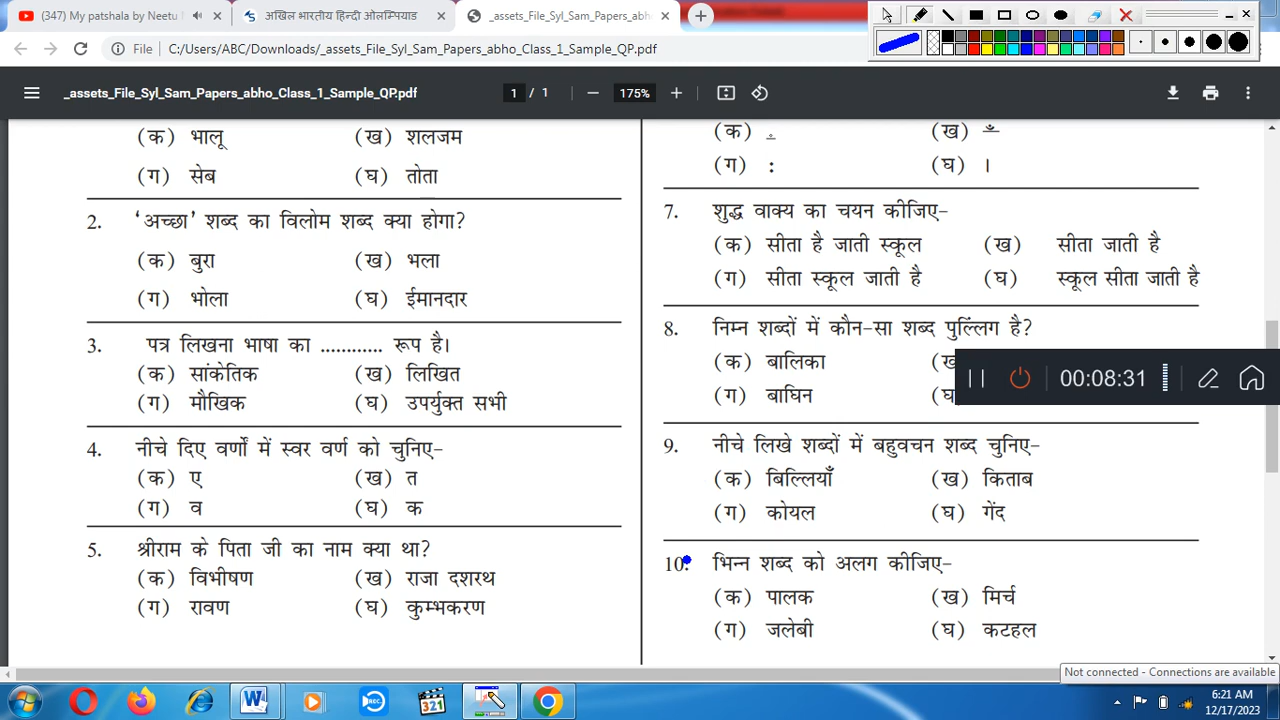 (347) My patshala by Neetu
अखिल भारतीय हिन्दी ओलम्पियाड
_assets_File_Syl_Sam_Papers_abh
File C:/Users/ABC/Downloads/_assets_File_Syl_Sam_Papers_abho_Class_1_Sample_QP.pdf
_assets_File_Syl_Sam_Papers_abho_Class_1_Sample_QP.pdf
1 / 1
175%
(क) भालू (ख) शलजम
(ग) सेब (घ) तोता
2. 'अच्छा' शब्द का विलोम शब्द क्या होगा?
(क) बुरा (ख) भला
(ग) भोला (घ) ईमानदार
3. पत्र लिखना भाषा का ............ रूप है।
(क) सांकेतिक (ख) लिखित
(ग) मौखिक (घ) उपर्युक्त सभी
4. नीचे दिए वर्णों में स्वर वर्ण को चुनिए-
(क) ए (ख) त
(ग) व (घ) क
5. श्रीराम के पिता जी का नाम क्या था?
(क) विभीषण (ख) राजा दशरथ
(ग) रावण (घ) कुम्भकरण
(क) (ख)
(ग) : (घ) ।
7. शुद्ध वाक्य का चयन कीजिए-
(क) सीता है जाती स्कूल (ख) सीता जाती है
(ग) सीता स्कूल जाती है (घ) स्कूल सीता जाती है
8. निम्न शब्दों में कौन-सा शब्द पुल्लिंग है?
(क) बालिका
(ग) बाघिन
00:08:31
9. नीचे लिखे शब्दों में बहुवचन शब्द चुनिए-
(क) बिल्लियाँ (ख) किताब
(ग) कोयल (घ) गेंद
10. भिन्न शब्द को अलग कीजिए-
(क) पालक (ख) मिर्च
(ग) जलेबी (घ) कटहल
Not connected - Connections are available
REC
321
6:21 AM
12/17/2023